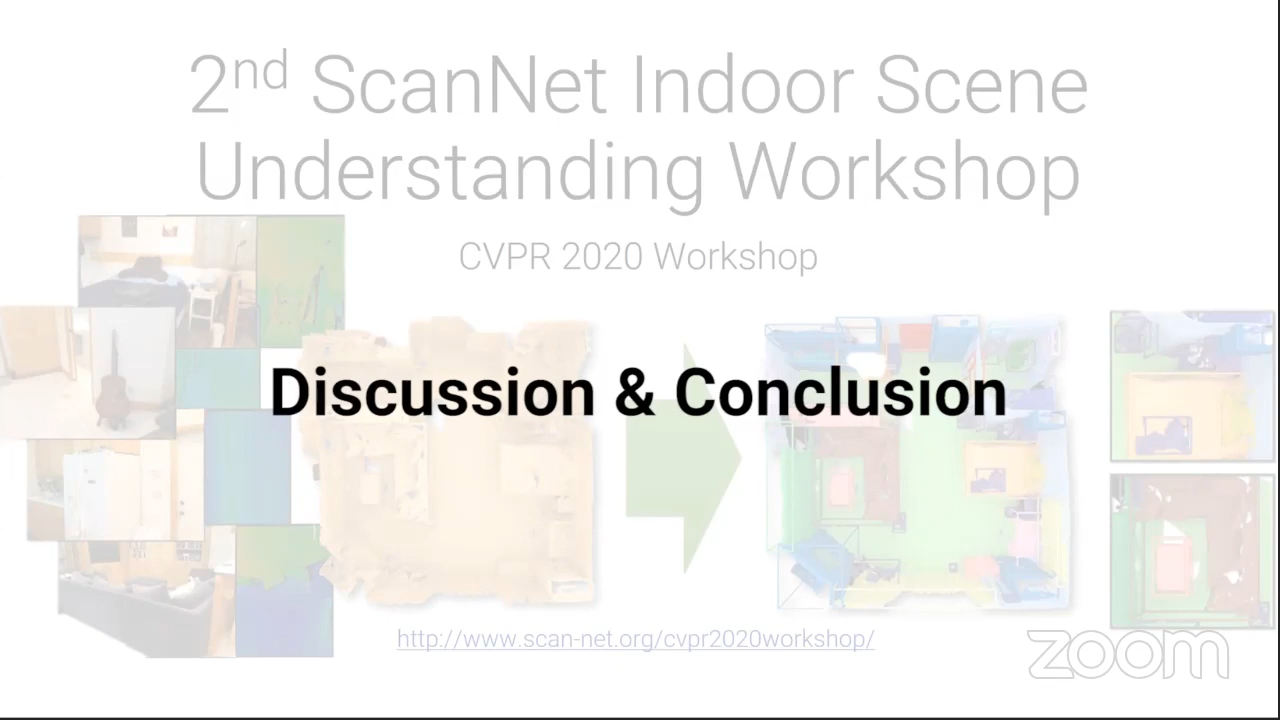 2nd ScanNet Indoor Scene
Understanding Workshop
CVPR 2020 Workshop
Discussion & Conclusion
http://www.scan-net.org/cvpr2020workshop/
zoom